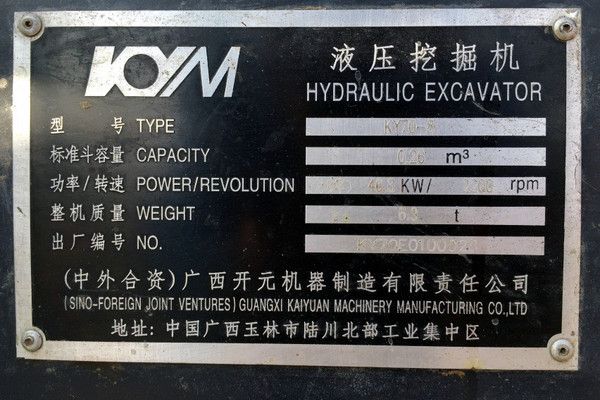 KYM
液压挖掘机
HYDRAULIC EXCAVATOR
型 号 TYPE KY70-8
标准斗容量 CAPACITY m³
功率/转速 POWER/REVOLUTION KW/ rpm
整机质量 WEIGHT t
出厂编号 NO.
(中外合资)广西开元机器制造有限责任公司
(SINO-FOREIGN JOINT VENTURES) GUANGXI KAIYUAN MACHINERY MANUFACTURING CO.,LTD
地址: 中国广西玉林市陆川北部工业集中区